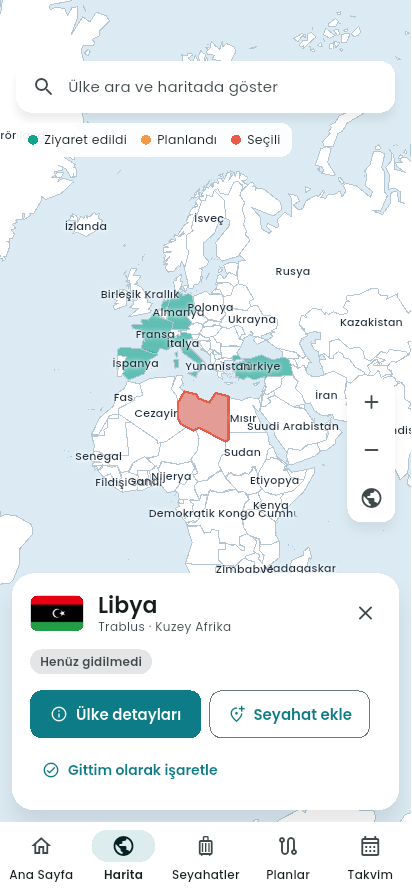 Ülke ara ve haritada göster
Ziyaret edildi
Planlandı
Seçili
İzlanda
İsveç
Rusya
Birleşik Krallık
Polonya
Almanya
Ukrayna
Kazakistan
Fransa
İtalya
İspanya
Yunanistan
Türkiye
Fas
İran
Cezayir
Mısır
Suudi Arabistan
Sudan
Senegal
Nijerya
Etiyopya
Kenya
Demokratik Kongo Cumhu
Zimbabve
Madagaskar
Libya
Trablus · Kuzey Afrika
Henüz gidilmedi
Ülke detayları
Seyahat ekle
Gittim olarak işaretle
Ana Sayfa
Harita
Seyahatler
Planlar
Takvim